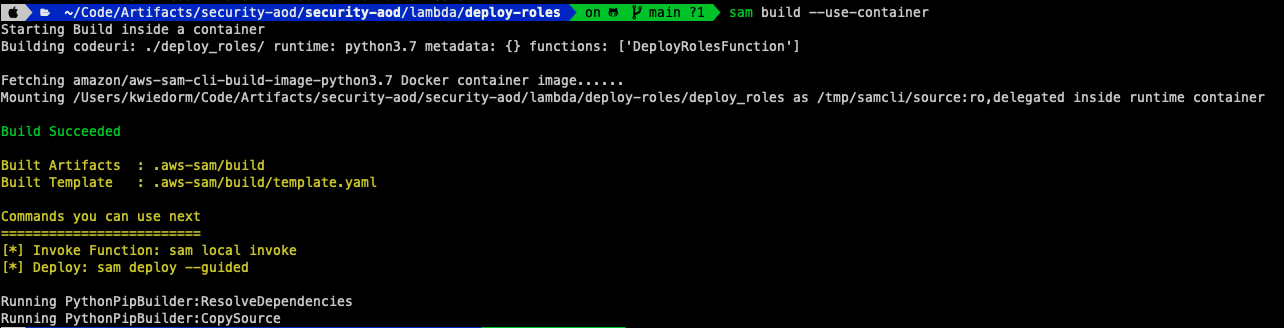 ~/Code/Artifacts/security-aod/security-aod/lambda/deploy-roles on main ?1 sam build --use-container
Starting Build inside a container
Building codeuri: ./deploy_roles/ runtime: python3.7 metadata: {} functions: ['DeployRolesFunction']
Fetching amazon/aws-sam-cli-build-image-python3.7 Docker container image......
Mounting /Users/kwiedorm/Code/Artifacts/security-aod/security-aod/lambda/deploy-roles/deploy_roles as /tmp/samcli/source:ro,delegated inside runtime container
Build Succeeded
Built Artifacts  : .aws-sam/build
Built Template   : .aws-sam/build/template.yaml
Commands you can use next
=========================
[*] Invoke Function: sam local invoke
[*] Deploy: sam deploy --guided
Running PythonPipBuilder:ResolveDependencies
Running PythonPipBuilder:CopySource